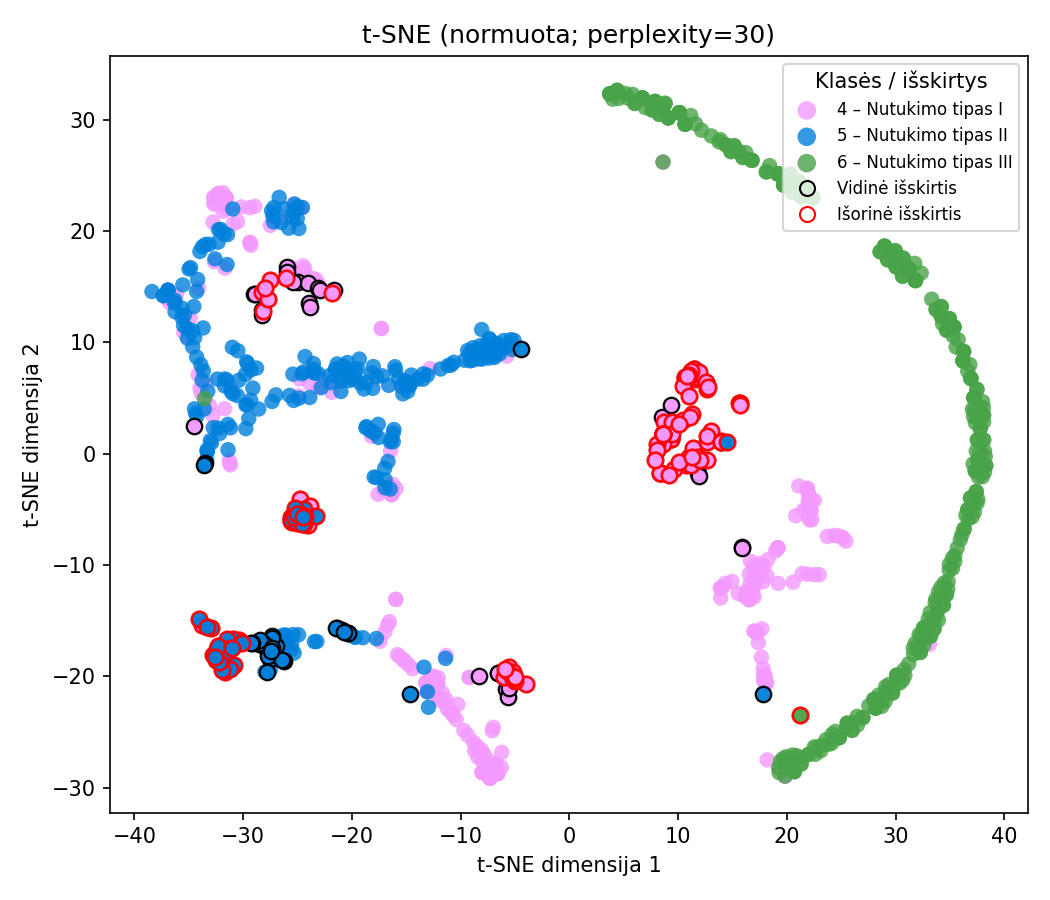 t-SNE (normuota; perplexity=30)
Klasės / išskirtys
4 – Nutukimo tipas I
5 – Nutukimo tipas II
6 – Nutukimo tipas III
Vidinė išskirtis
Išorinė išskirtis
t-SNE dimensija 2
30
20
10
0
−10
−20
−30
−40 −30 −20 −10 0 10 20 30 40
t-SNE dimensija 1